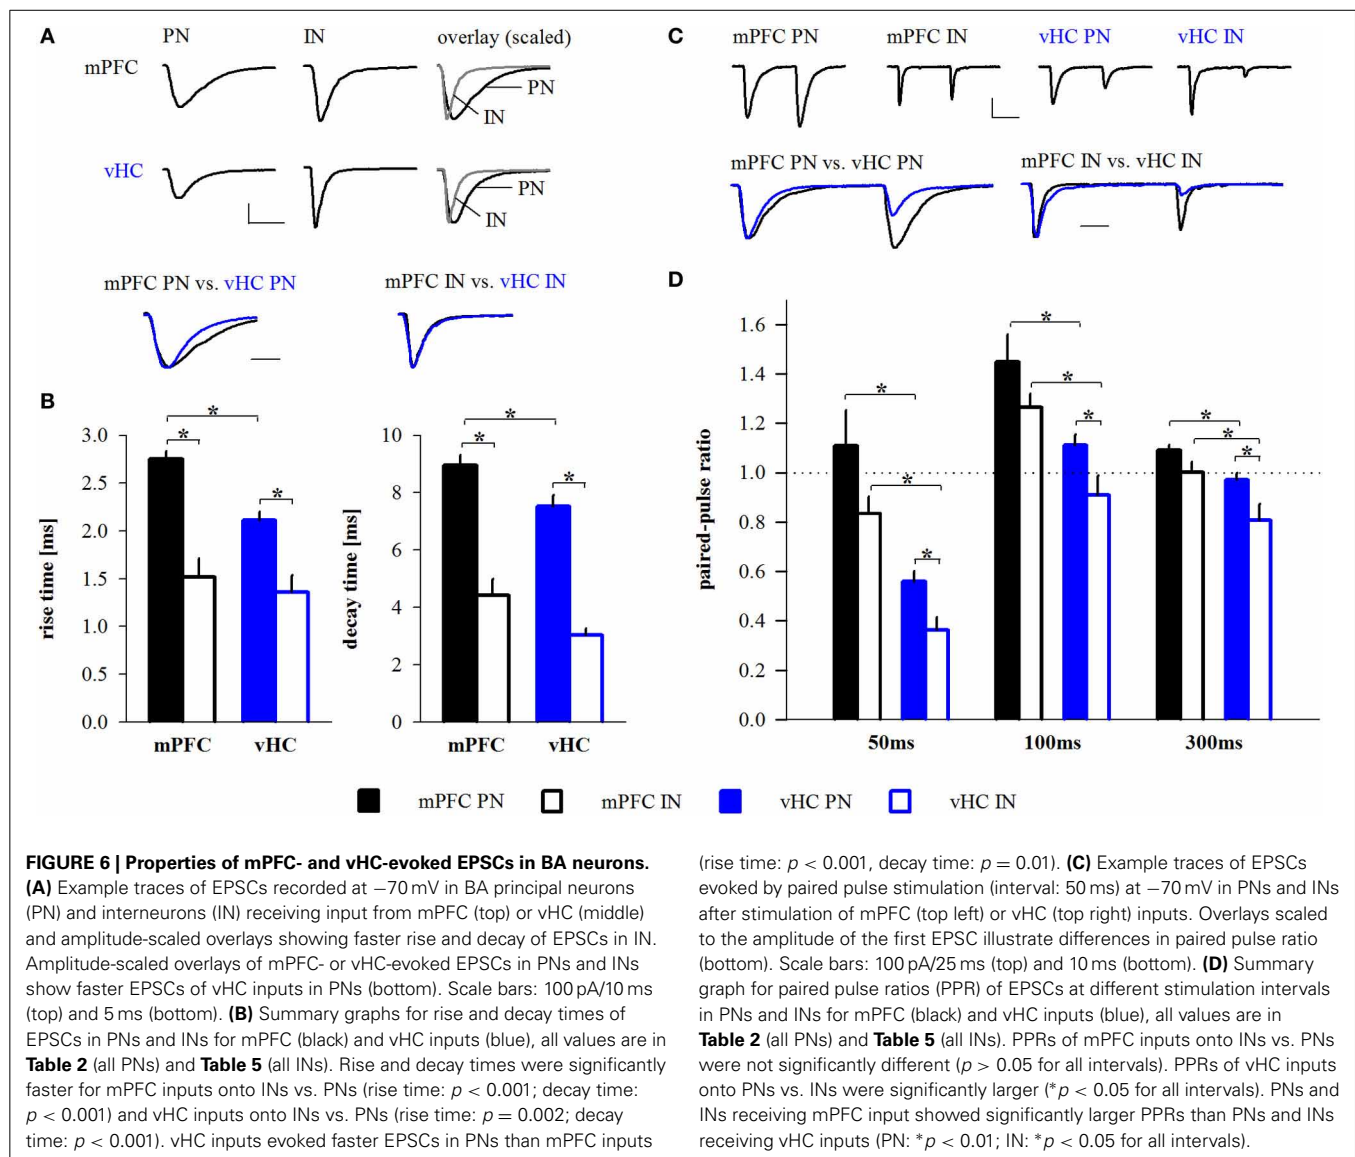 A
PN
IN
overlay (scaled)
mPFC
PN
IN
vHC
PN
IN
mPFC PN vs. vHC PN
mPFC IN vs. vHC IN
B
* * *
3.0
2.5
2.0
1.5
1.0
0.5
0.0
rise time [ms]
mPFC vHC
* * *
10
8
6
4
2
0
decay time [ms]
mPFC vHC
C
mPFC PN
mPFC IN
vHC PN
vHC IN
mPFC PN vs. vHC PN
mPFC IN vs. vHC IN
D
1.6
1.4
1.2
1.0
0.8
0.6
0.4
0.2
0.0
paired-pulse ratio
* * *
* * *
* * *
50ms 100ms 300ms
mPFC PN mPFC IN vHC PN vHC IN
FIGURE 6 | Properties of mPFC- and vHC-evoked EPSCs in BA neurons.
(A) Example traces of EPSCs recorded at −70 mV in BA principal neurons
(PN) and interneurons (IN) receiving input from mPFC (top) or vHC (middle)
and amplitude-scaled overlays showing faster rise and decay of EPSCs in IN.
Amplitude-scaled overlays of mPFC- or vHC-evoked EPSCs in PNs and INs
show faster EPSCs of vHC inputs in PNs (bottom). Scale bars: 100 pA/10 ms
(top) and 5 ms (bottom). (B) Summary graphs for rise and decay times of
EPSCs in PNs and INs for mPFC (black) and vHC inputs (blue), all values are in
Table 2 (all PNs) and Table 5 (all INs). Rise and decay times were significantly
faster for mPFC inputs onto INs vs. PNs (rise time: p < 0.001; decay time:
p < 0.001) and vHC inputs onto INs vs. PNs (rise time: p = 0.002; decay
time: p < 0.001). vHC inputs evoked faster EPSCs in PNs than mPFC inputs
(rise time: p < 0.001, decay time: p = 0.01). (C) Example traces of EPSCs
evoked by paired pulse stimulation (interval: 50 ms) at −70 mV in PNs and INs
after stimulation of mPFC (top left) or vHC (top right) inputs. Overlays scaled
to the amplitude of the first EPSC illustrate differences in paired pulse ratio
(bottom). Scale bars: 100 pA/25 ms (top) and 10 ms (bottom). (D) Summary
graph for paired pulse ratios (PPR) of EPSCs at different stimulation intervals
in PNs and INs for mPFC (black) and vHC inputs (blue), all values are in
Table 2 (all PNs) and Table 5 (all INs). PPRs of mPFC inputs onto INs vs. PNs
were not significantly different (p > 0.05 for all intervals). PPRs of vHC inputs
onto PNs vs. INs were significantly larger (*p < 0.05 for all intervals). PNs and
INs receiving mPFC input showed significantly larger PPRs than PNs and INs
receiving vHC inputs (PN: *p < 0.01; IN: *p < 0.05 for all intervals).